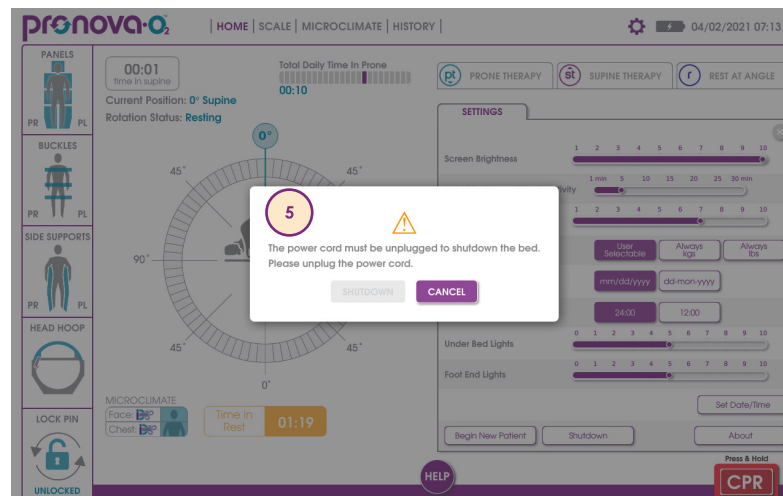 pronova·O2
| HOME | SCALE | MICROCLIMATE | HISTORY |
04/02/2021 07:13
PANELS
PR PL
BUCKLES
PR PL
SIDE SUPPORTS
PR PL
HEAD HOOP
LOCK PIN
UNLOCKED
00:01
time in supine
Total Daily Time In Prone
00:10
Current Position: 0° Supine
Rotation Status: Resting
0°
45° 45°
90°
45° 45°
0°
MICROCLIMATE
Face:
Chest:
Time In
Rest
01:19
pt PRONE THERAPY
st SUPINE THERAPY
r REST AT ANGLE
SETTINGS
1 2 3 4 5 6 7 8 9 10
Screen Brightness
1 min 5 10 15 20 25 30 min
tivity
1 2 3 4 5 6 7 8 9 10
User
Selectable
Always
kgs
Always
lbs
mm/dd/yyyy dd-mon-yyyy
24:00 12:00
0 1 2 3 4 5 6 7 8 9 10
Under Bed Lights
0 1 2 3 4 5 6 7 8 9 10
Foot End Lights
Set Date/Time
Begin New Patient Shutdown About
Press & Hold
CPR
HELP
5
The power cord must be unplugged to shutdown the bed.
Please unplug the power cord.
SHUTDOWN CANCEL